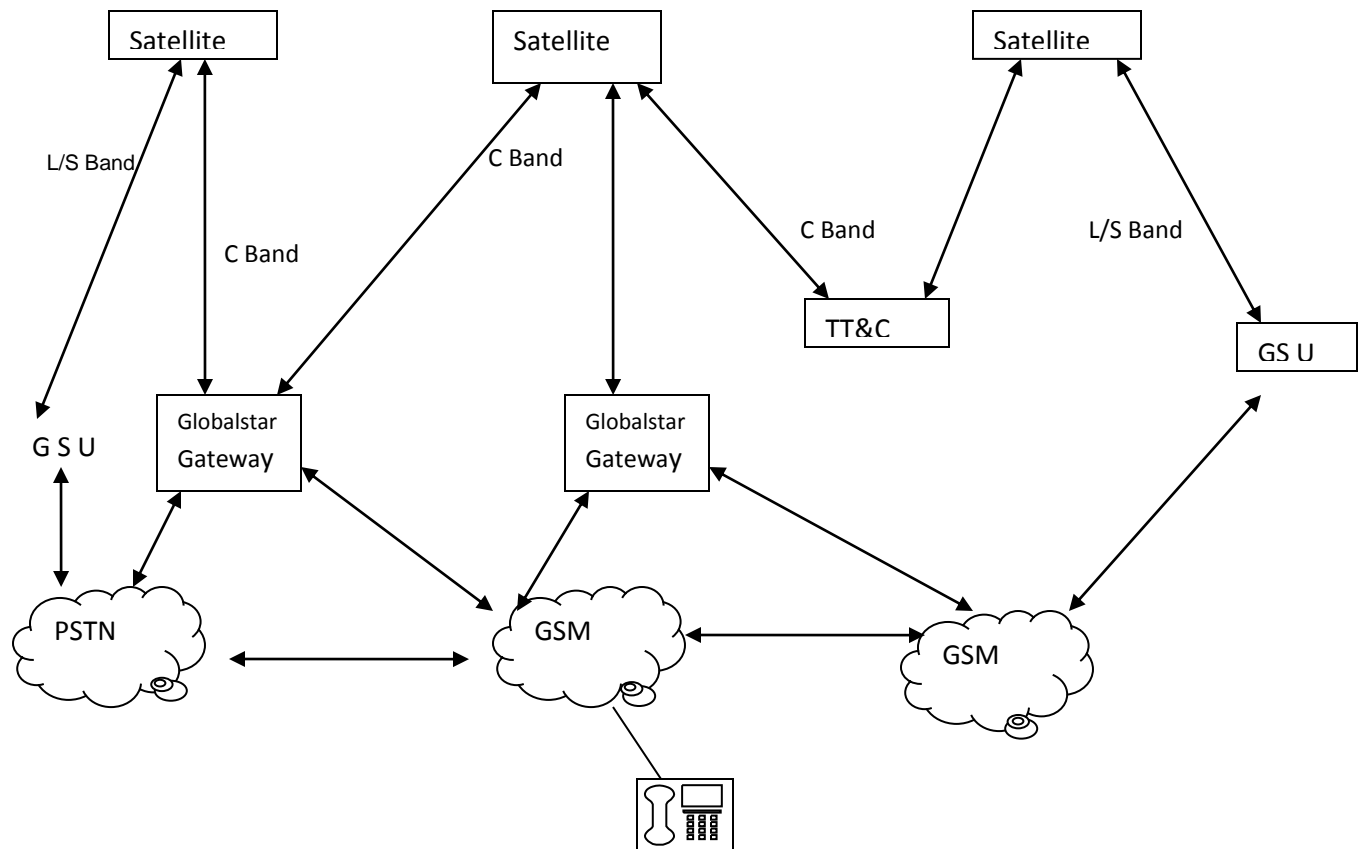 Satellite
Satellite
Satellite
L/S Band
C Band
C Band
C Band
L/S Band
TT&C
GS U
G S U
Globalstar
Gateway
Globalstar
Gateway
PSTN
GSM
GSM